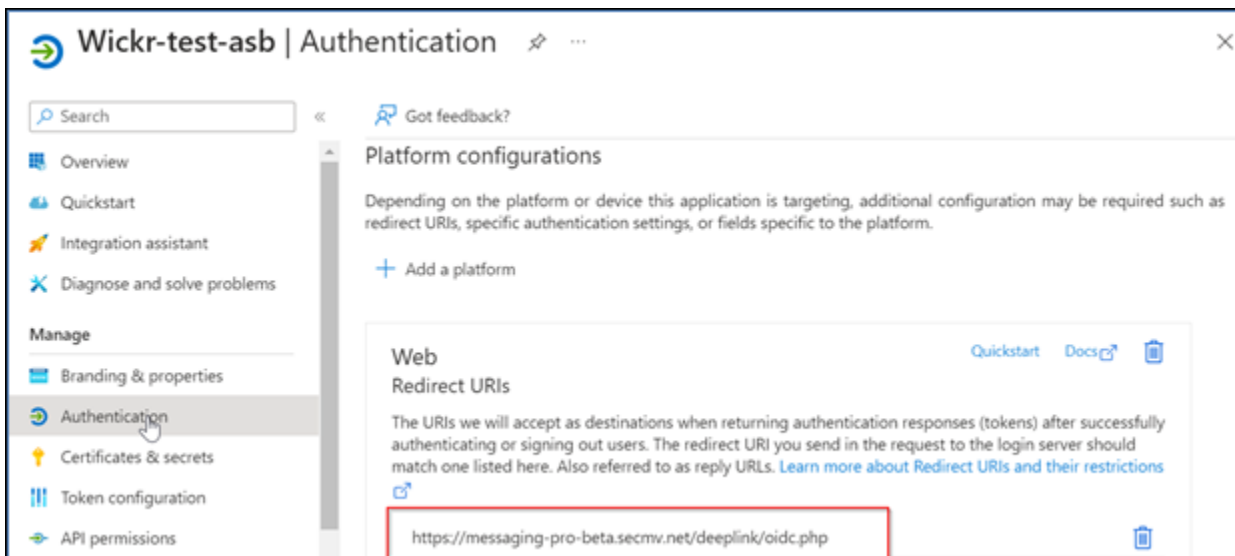 Wickr-test-asb | Authentication
Search
Got feedback?
Overview
Quickstart
Integration assistant
Diagnose and solve problems
Manage
Branding & properties
Authentication
Certificates & secrets
Token configuration
API permissions
Platform configurations
Depending on the platform or device this application is targeting, additional configuration may be required such as
redirect URIs, specific authentication settings, or fields specific to the platform.
Add a platform
Web
Quickstart
Docs
Redirect URIs
The URIs we will accept as destinations when returning authentication responses (tokens) after successfully
authenticating or signing out users. The redirect URI you send in the request to the login server should
match one listed here. Also referred to as reply URLs. Learn more about Redirect URIs and their restrictions
https://messaging-pro-beta.secmv.net/deeplink/oidc.php